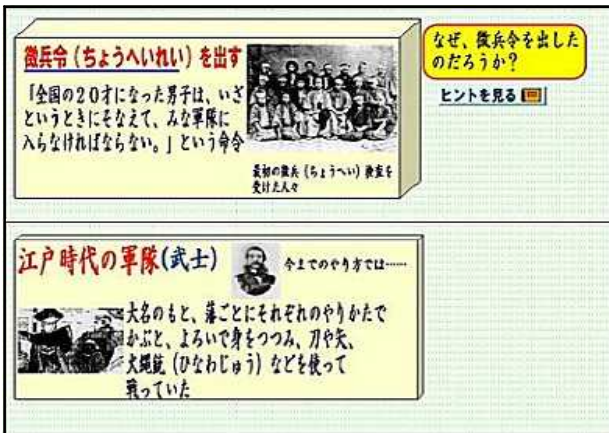 徴兵令(ちょうへいれい)を出す
「全国の20才になった男子は、いざ
というときにそなえて、みな軍隊に
入らなければならない。」という命令
最初の徴兵(ちょうへい)検査を
受けた人々
なぜ、徴兵令を出した
のだろうか?
ヒントを見る
江戸時代の軍隊(武士)
今までのやり方では……
大名のもと、藩ごとにそれぞれのやりかたで
かぶと、よろいで身をつつみ、刀や矢、
火縄銃(ひなわじゅう)などを使って
戦っていた